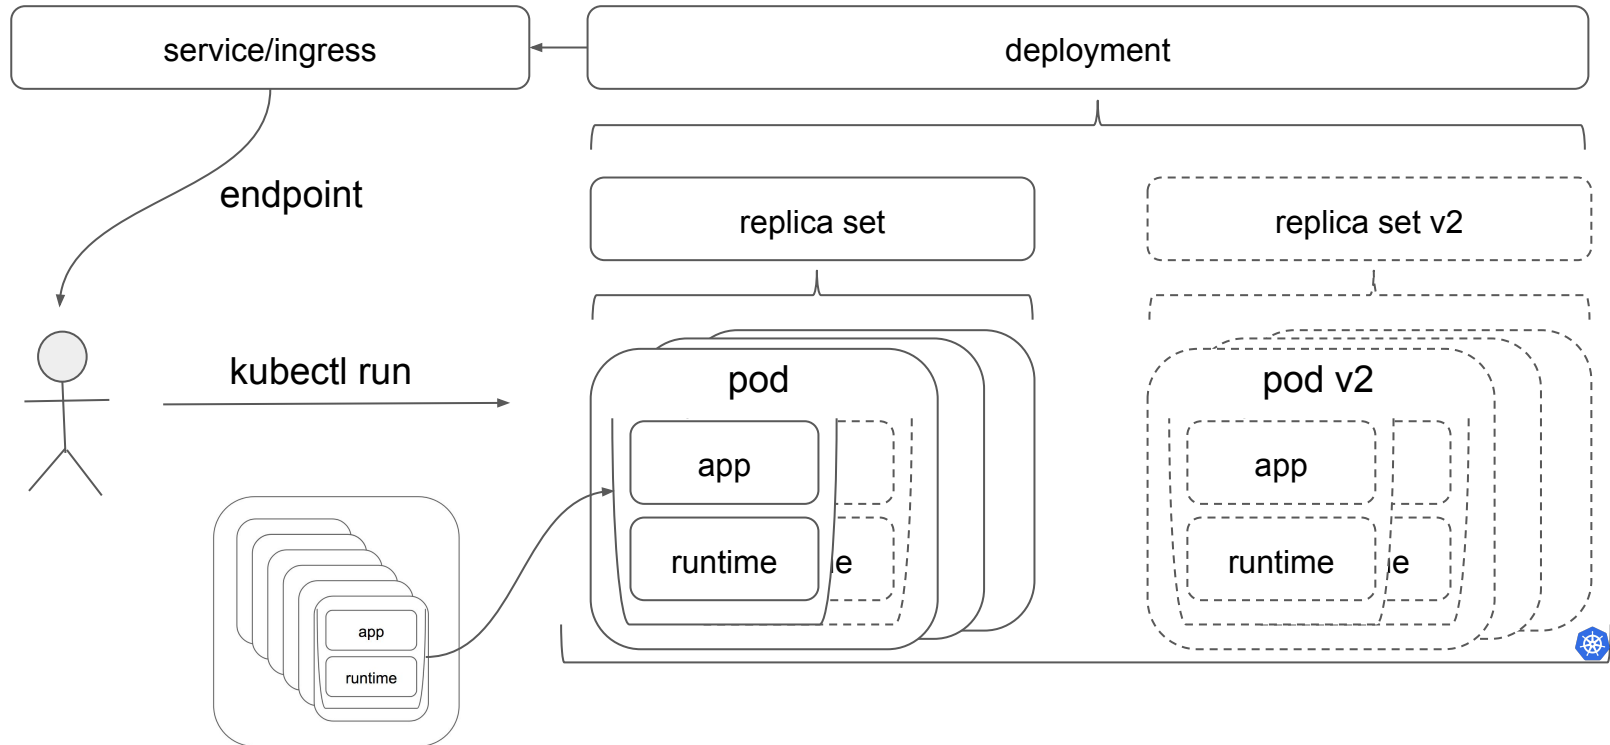 service/ingress
deployment
endpoint
replica set
replica set v2
kubectl run
pod
pod v2
app
app
runtime
e
runtime
e
app
runtime